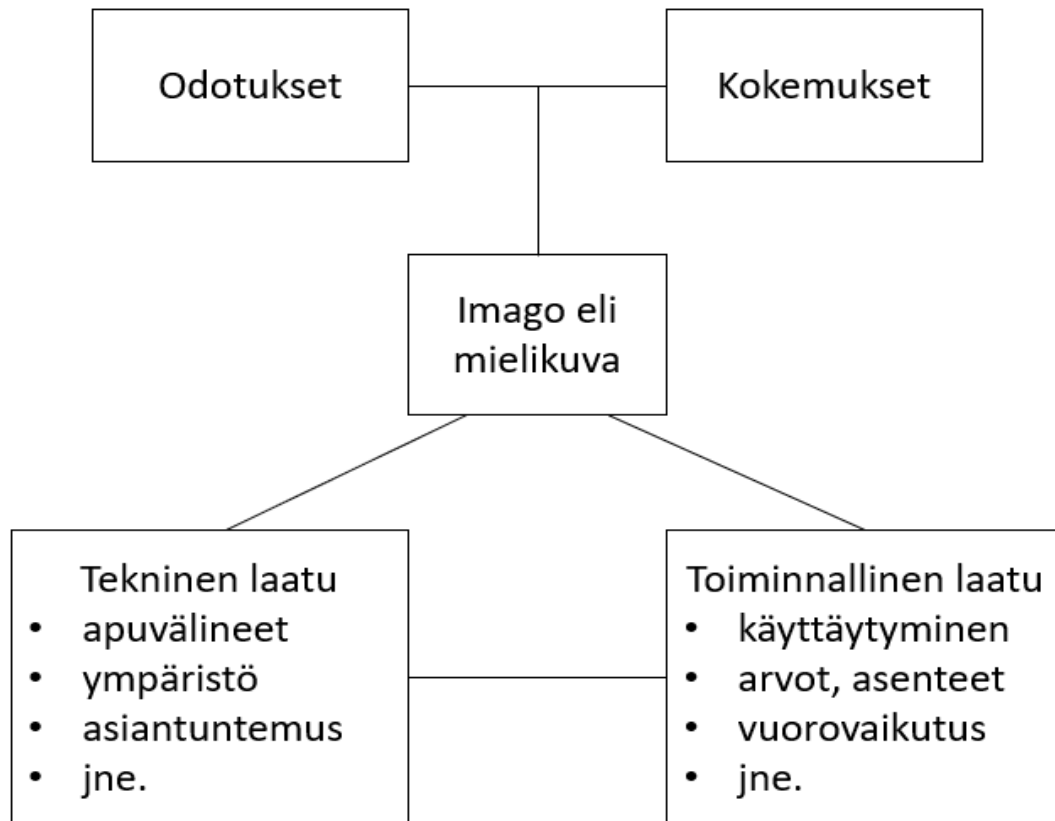 Odotukset
Kokemukset
Imago eli
mielikuva
Tekninen laatu
• apuvälineet
• ympäristö
• asiantuntemus
• jne.
Toiminnallinen laatu
• käyttäytyminen
• arvot, asenteet
• vuorovaikutus
• jne.